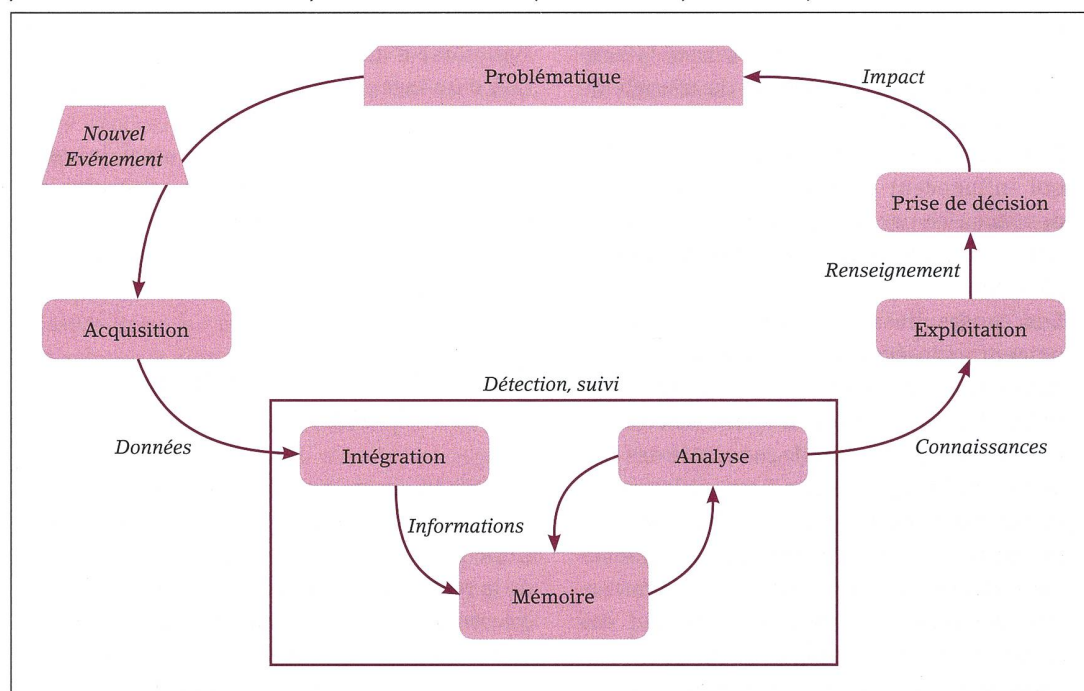 Problématique
Impact
Nouvel
Evénement
Prise de décision
Renseignement
Acquisition
Exploitation
Détection, suivi
Données
Intégration
Analyse
Connaissances
Informations
Mémoire